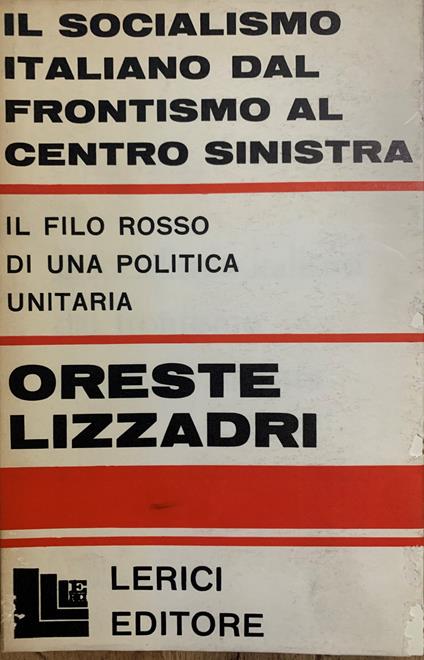 IL SOCIALISMO
ITALIANO DAL
FRONTISMO AL
CENTRO SINISTRA
IL FILO ROSSO
DI UNA POLITICA
UNITARIA
ORESTE
LIZZADRI
LERICI
EDITORE